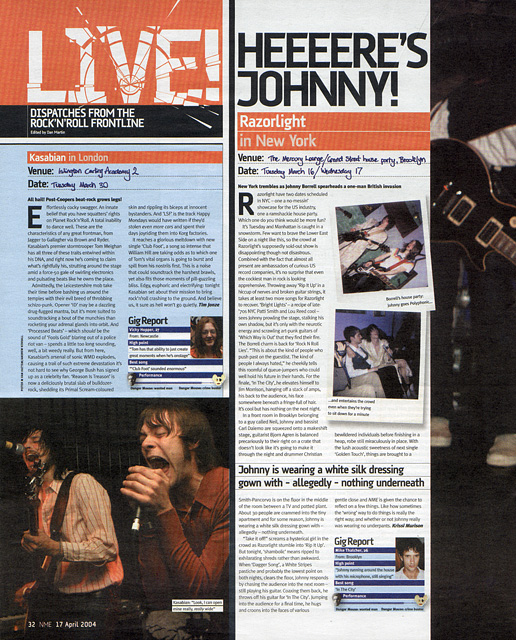 LIVE!
DISPATCHES FROM THE
ROCK'N'ROLL FRONTLINE
Edited by Dan Martin
Kasabian in London
Venue: Islington Carling Academy 2
Date: Tuesday March 30
All hail! Post-Coopers beat-rock grows legs!
Effortlessly cocky swagger. An innate
belief that you have squatters' rights
on Planet Rock'n'Roll. A total inability
to dance well. These are the
characteristics of any great frontman, from
Jagger to Gallagher via Brown and Ryder.
Kasabian's premier stormtrooper Tom Meighan
has all three of these traits entwined within
his DNA, and right now he's coming to claim
what's rightfully his, strutting around the stage
amid a force-10 gale of swirling electronics
and pulsating beats like he owns the place.
Admittedly, the Leicestershire mob take
their time before bashing us around the
temples with their evil breed of throbbing
schizo-punk. Opener 'ID' may be a dazzling
drug-fugged mantra, but it's more suited to
soundtracking a bout of the munchies than
rocketing your adrenal glands into orbit. And
'Processed Beats' - which should be the
sound of 'Fools Gold' blaring out of a police
riot van - spends a little too long sounding,
well, a bit weedy. But from here,
Kasabian's arsenal of sonic WMD explodes,
causing a trail of such extreme devastation it's
not hard to see why George Bush has signed
up as a celebrity fan. 'Reason Is Treason' is
now a deliciously brutal slab of bulldozer-
kick, shedding its Primal Scream-coloured
skin and rippling its biceps at innocent
bystanders. And 'LSF' is the track Happy
Mondays would have written if they'd
stolen even more cars and spent their
days joyriding them into King factories.
It reaches a glorious meltdown with new
single 'Club Foot', a song so intense that
William Hill are taking odds as to which one
of Tom's vital organs is going to burst and
splatter the moshpit first. This is a noise
that could soundtrack the harshest brawls,
yet also fits those moments of pill-guzzling
bliss. Edgy, euphoric and electrifying: tonight
Kasabian set about their mission to bring
rock'n'roll crashing to the ground. And believe
us, it sure as hell won't go quietly. Tim Jonze
Gig Report
Vicky Hepper, 27
From: Newcastle
High point
"Tom has that ability to just create
great moments when he's onstage"
Best song
"'Club Foot' sounded enormous"
Performance
Kasabian: "Look, I can open
mine really, really wide"
32 NME 17 April 2004
HEEEERE'S
JOHNNY!
Razorlight
in New York
Venue: The Mercury Lounge/Grand Street house party, Brooklyn
Date: Tuesday March 16/Wednesday 17
New York trembles as Johnny Borrell spearheads a one-man British invasion
Razorlight have two dates scheduled
in NYC – one a no-messin'
showcase for the US industry,
one a ramshackle house party.
Which one do you think would be more fun?
It's Tuesday and Manhattan is caught in a
snowstorm. Few want to brave the Lower East
Side on a night like this, so the crowd at
Razorlight's supposedly sold out show is
disappointing though not disastrous.
Combined with the fact that almost all
present are ambassadors of curious US
record companies, it's no surprise that even
the cockiest man in rock is looking
apprehensive. Throwing away 'Rip It Up' in a
hiccup of nerves and broken guitar strings, it
takes at least two more songs for Razorlight
to recover. 'Bright Lights' – a recipe of late
'70s NYC, Patti Smith and Lou Reed cool –
sees Johnny prowling the stage, stalking his
own shadow, but it's only with the neurotic
energy and scrawling art-punk guitars of
'Which Way Is Out' that they find their fire.
The Borrell charm is back for 'Rock N Roll
Lies'. "This is about the kind of people who
push past on the guestlist. The kind of
people I always hated," he cheekily tells
this roomful of queue-jumpers who could
well hold his future in their hands. For the
finale, 'In The City', he elevates himself to
Jim Morrison, hanging off a stack of amps,
his back to the audience, his face
somewhere beneath a fringe-full of hair.
It's cool but has nothing on the next night.
In a front room in Brooklyn belonging
to a guy called Neil, Johnny and bassist
Carl Dalemo are squeezed onto a makeshift
stage, guitarist Bjorn Agren is balanced
precariously to their right on a crate that
doesn't look like it's going to make it
through the night and drummer Christian
Borrell's house party:
Johnny goes Polyphonic...
...and entertains the crowd
even when they're trying
to sit down for a minute
bewildered individuals before finishing in a
heap, robe still miraculously in place. With
the lush acoustic sweetness of next single
'Golden Touch', things are brought to a
Johnny is wearing a white silk dressing
gown with – allegedly – nothing underneath
Smith-Pancorvo is on the floor in the middle
of the room between a TV and potted plant.
About 30 people are crammed into the tiny
apartment and for some reason, Johnny is
wearing a white silk dressing gown with –
allegedly – nothing underneath.
"Take it off!" screams a hysterical girl in the
crowd as Razorlight stumble into 'Rip It Up'.
But tonight, 'shambolic' means ripped to
exhilarating shreds rather than awkward.
When 'Dagger Song', a White Stripes
pastiche and probably the lowest point on
both nights, clears the floor, Johnny responds
by chasing the audience into the next room –
still playing his guitar. Coaxing them back, he
throws off his guitar for 'In The City'. Jumping
into the audience for a final time, he hugs
and croons into the faces of various
gentle close and NME is given the chance to
reflect on a few things. Like how sometimes
the 'wrong' way to do things is really the
right way, and whether or not Johnny really
was wearing no underpants. Krissi Murison
Gig Report
Mike Thatcher, 26
From: Brooklyn
High point
"Johnny running around the house
with his microphone, still singing"
Best song
'In The City'
Performance